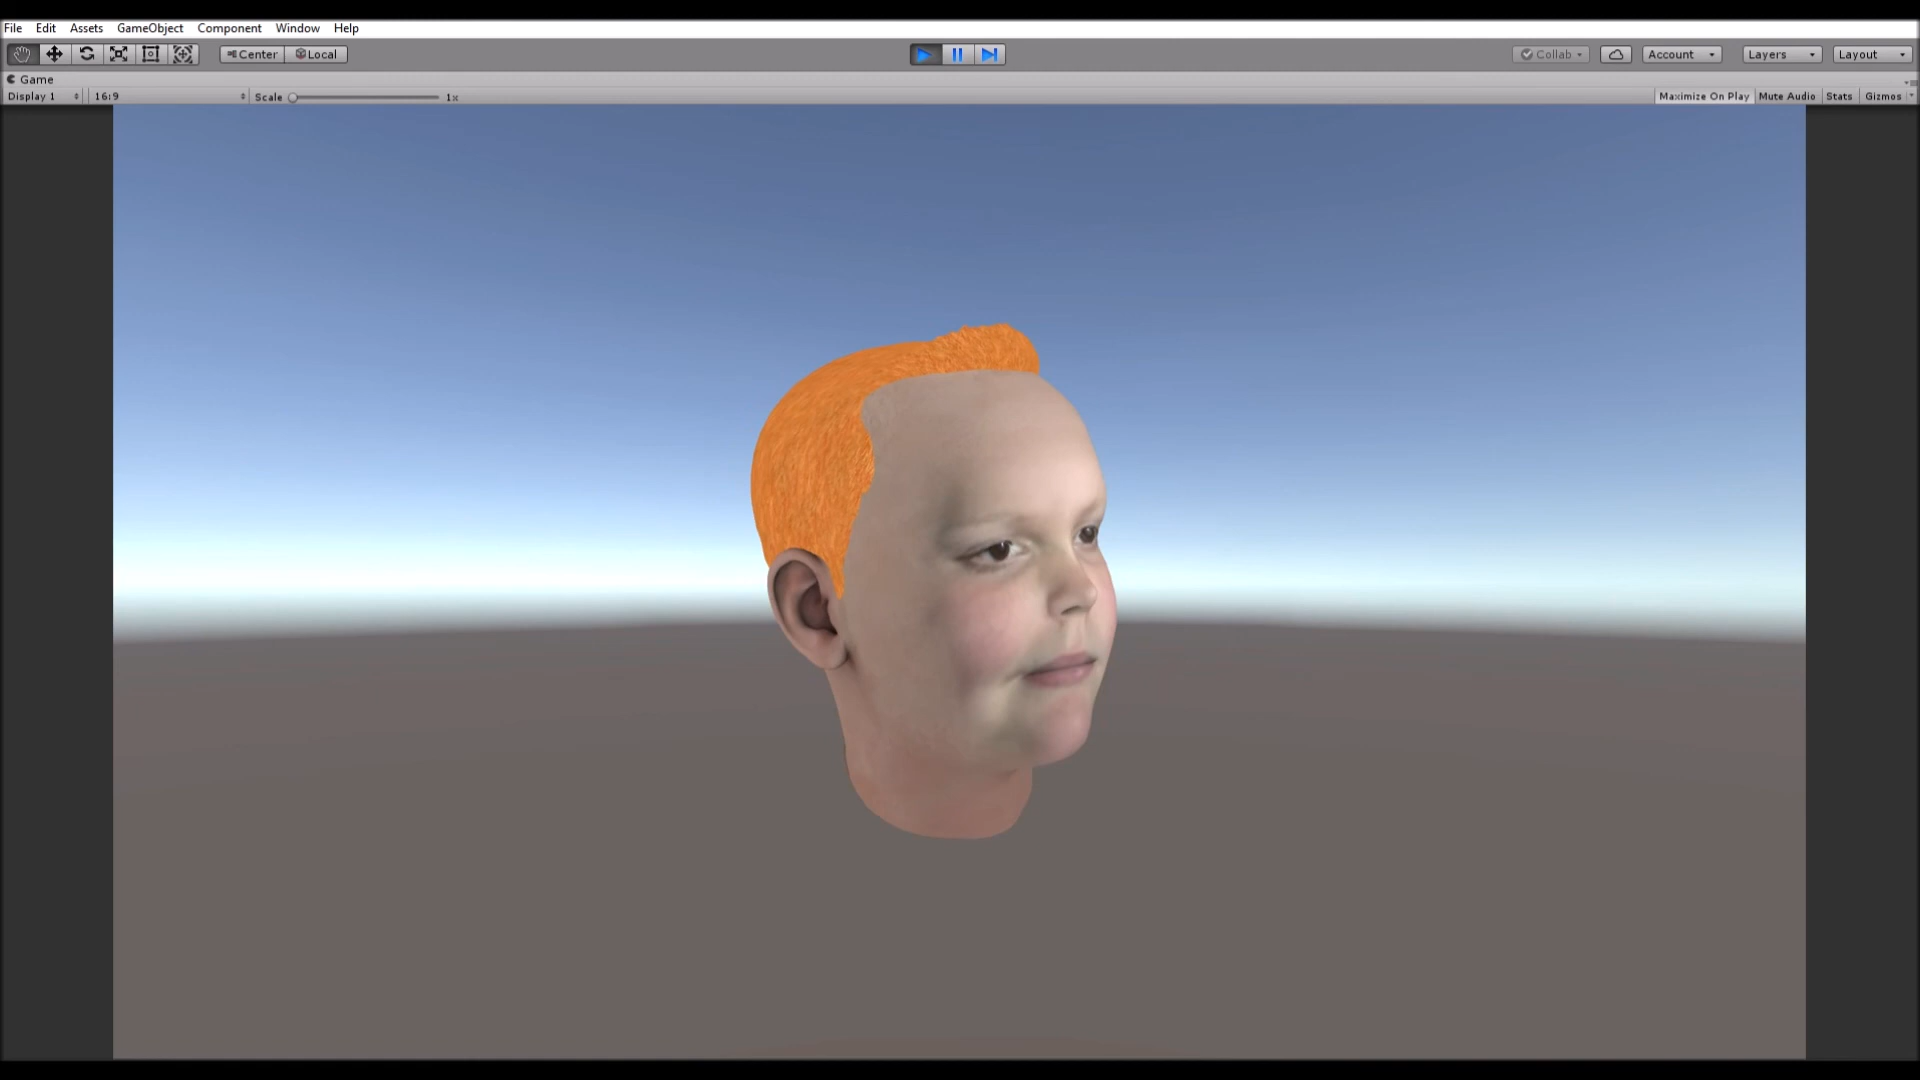 File Edit Assets GameObject Component Window Help
Center Local Collab Account Layers Layout
Game
Display 1 16:9 Scale 1x Maximize On Play Mute Audio Stats Gizmos